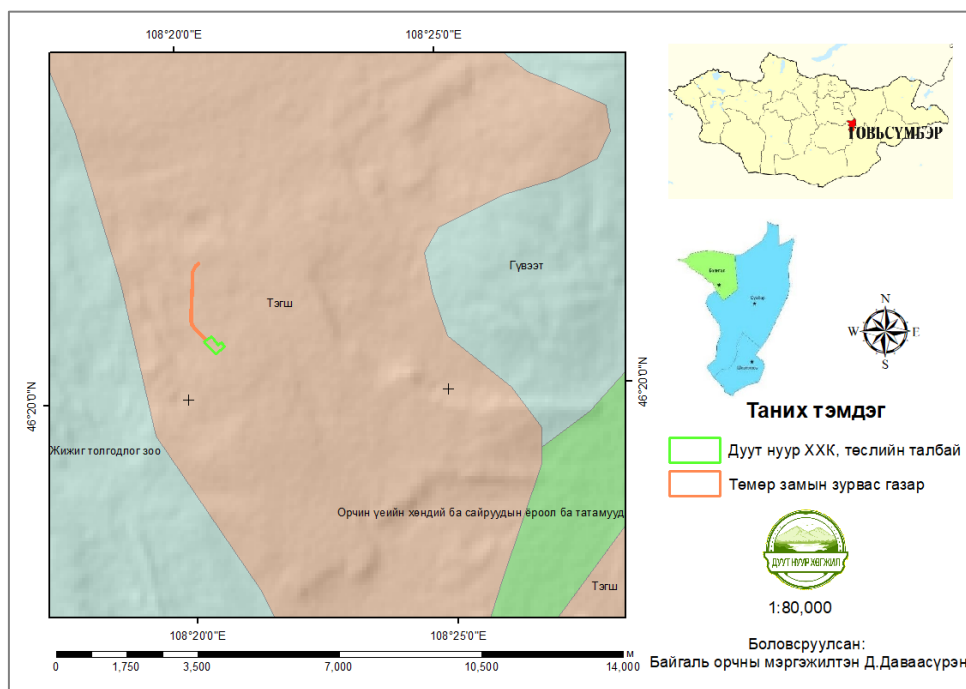 108°20'0"E
108°25'0"E
ГОВЬСҮМБЭР
Гүвээт
Тэгш
N
W
E
S
46°20'0"N
46°20'0"N
Таних тэмдэг
Жижиг толгодлог зоо
Дуут нуур ХХК, төслийн талбай
Төмөр замын зурвас газар
Орчин үеийн хөндий ба сайруудын ёроол ба татамууд
ДУУТ НУУР ХӨГЖИЛ
Тэгш
1:80,000
108°20'0"E
108°25'0"E
Боловсруулсан:
Байгаль орчны мэргэжилтэн Д.Даваасүрэн
м
0
1,750
3,500
7,000
10,500
14,000